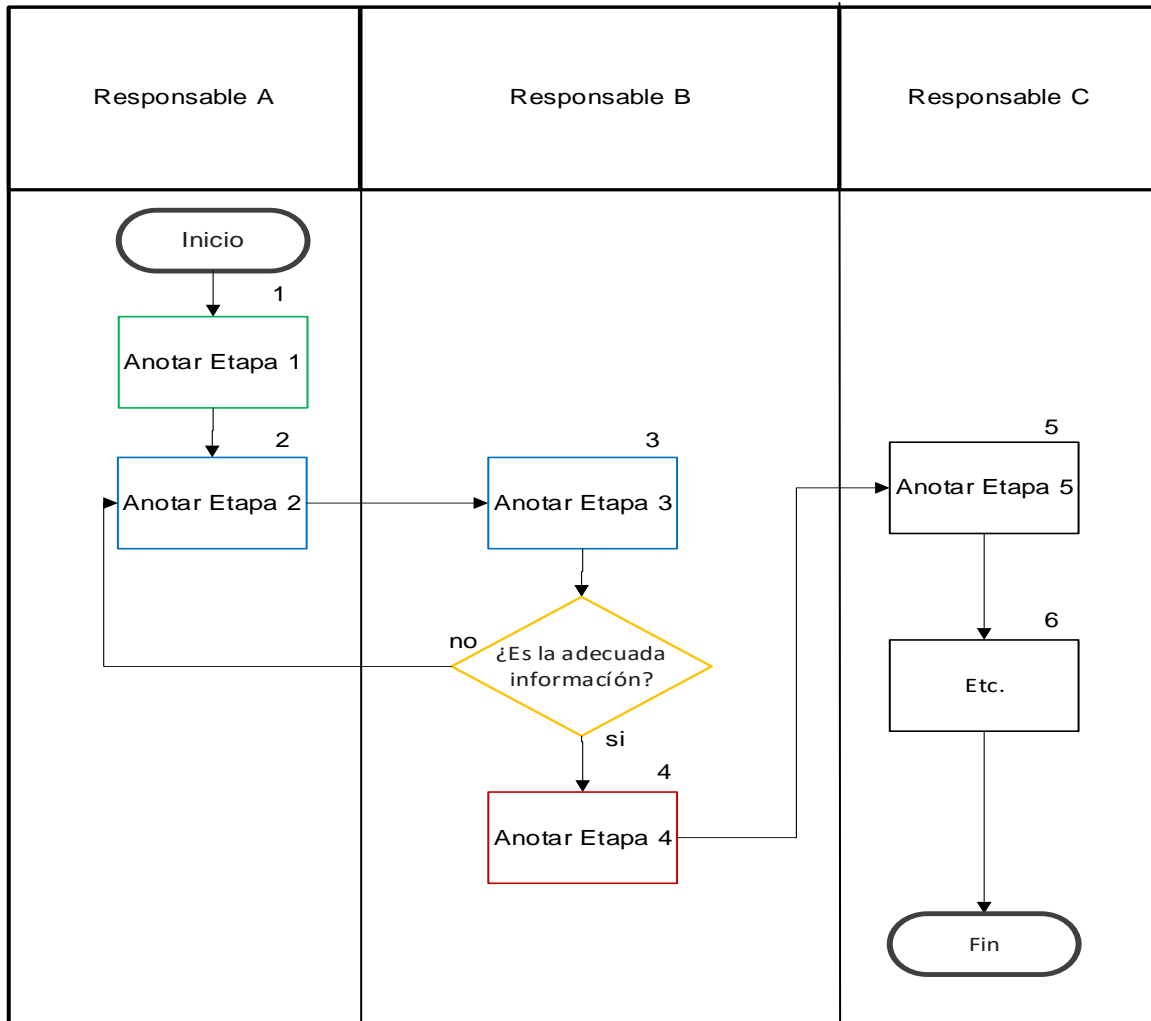 Responsable A
Responsable B
Responsable C
Inicio
1
Anotar Etapa 1
2
Anotar Etapa 2
3
Anotar Etapa 3
no
¿Es la adecuada
informacíón?
si
4
Anotar Etapa 4
5
Anotar Etapa 5
6
Etc.
Fin